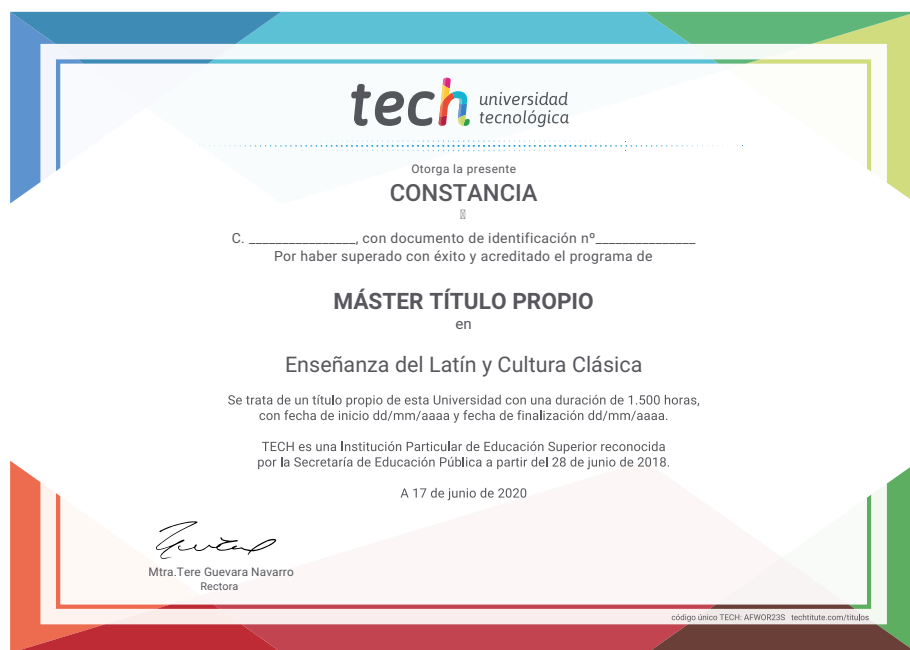 tech universidad
tecnológica
Otorga la presente
CONSTANCIA
C. ________________, con documento de identificación nº_______________
Por haber superado con éxito y acreditado el programa de
MÁSTER TÍTULO PROPIO
en
Enseñanza del Latín y Cultura Clásica
Se trata de un título propio de esta Universidad con una duración de 1.500 horas,
con fecha de inicio dd/mm/aaaa y fecha de finalización dd/mm/aaaa.
TECH es una Institución Particular de Educación Superior reconocida
por la Secretaría de Educación Pública a partir del 28 de junio de 2018.
A 17 de junio de 2020
Mtra.Tere Guevara Navarro
Rectora
código único TECH: AFWOR23S techtitute.com/titulos